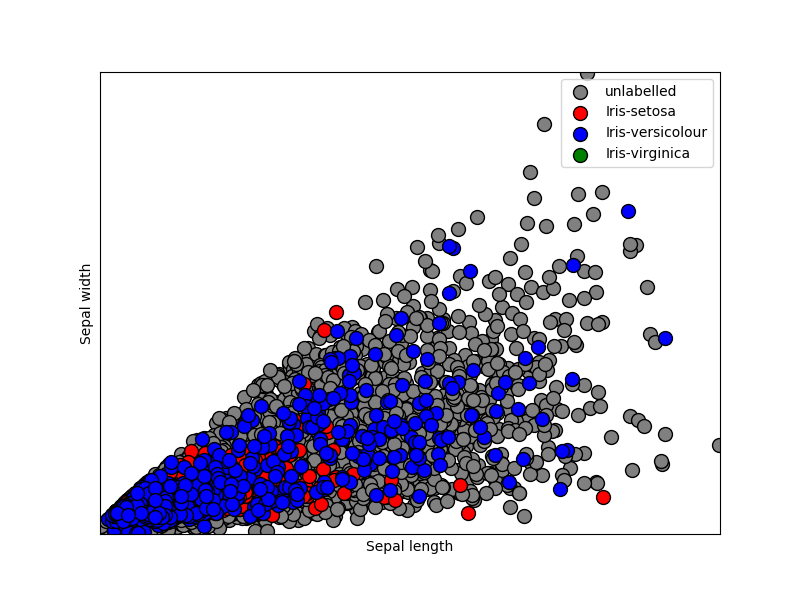 unlabelled
Iris-setosa
Iris-versicolour
Iris-virginica
Sepal width
Sepal length